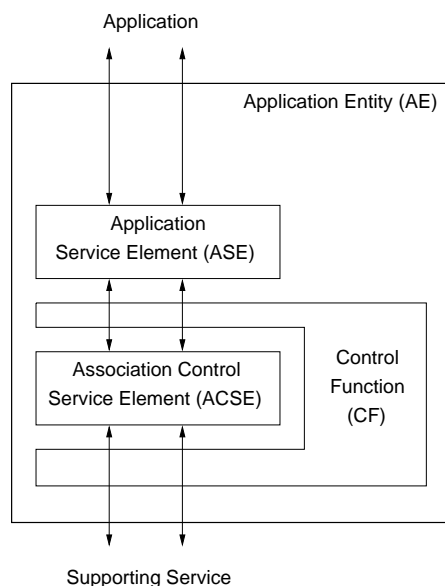 Application
Application Entity (AE)
Application
Service Element (ASE)
Association Control
Service Element (ACSE)
Control
Function
(CF)
Supporting Service